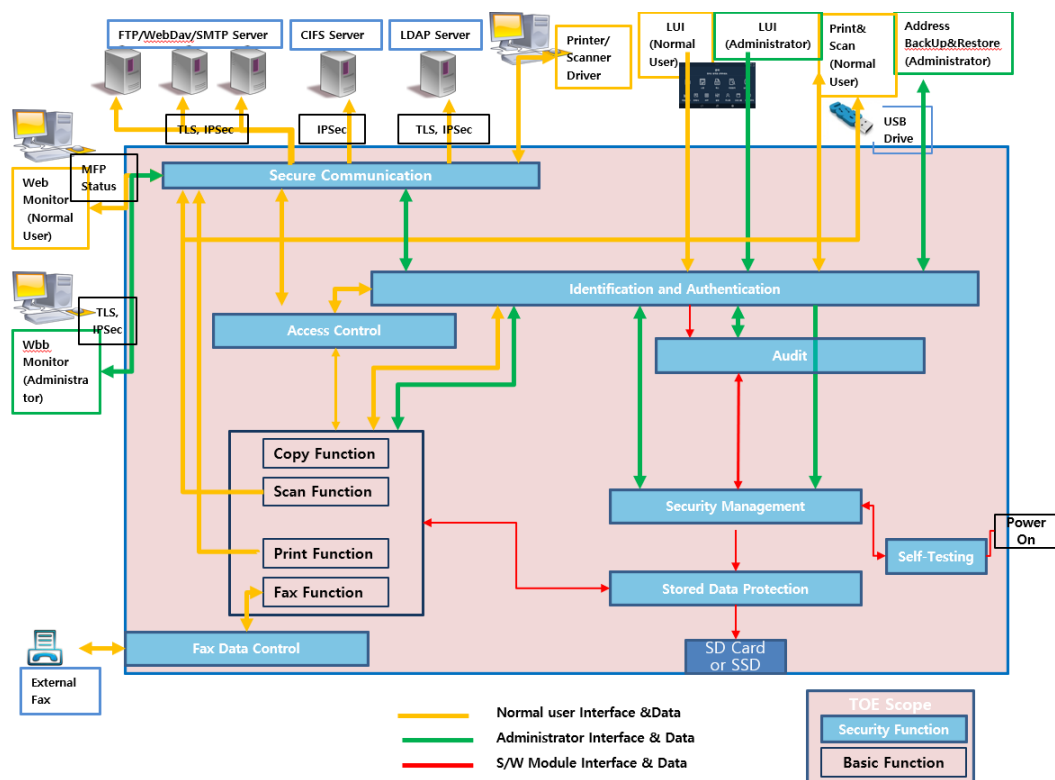 FTP/WebDav/SMTP Server
CIFS Server
LDAP Server
Printer/
Scanner
Driver
LUI
(Normal
User)
LUI
(Administrator)
Print&
Scan
(Normal
User)
Address
BackUp&Restore
(Administrator)
USB
Drive
TLS, IPSec
IPSec
TLS, IPSec
MFP
Status
Web
Monitor
(Normal
User)
Secure Communication
TLS,
IPSec
Wbb
Monitor
(Administra
tor)
Identification and Authentication
Access Control
Audit
Copy Function
Scan Function
Print Function
Fax Function
Security Management
Power
On
Self-Testing
Stored Data Protection
Fax Data Control
SD Card
or SSD
External
Fax
Normal user Interface &Data
Administrator Interface & Data
S/W Module Interface & Data
TOE Scope
Security Function
Basic Function